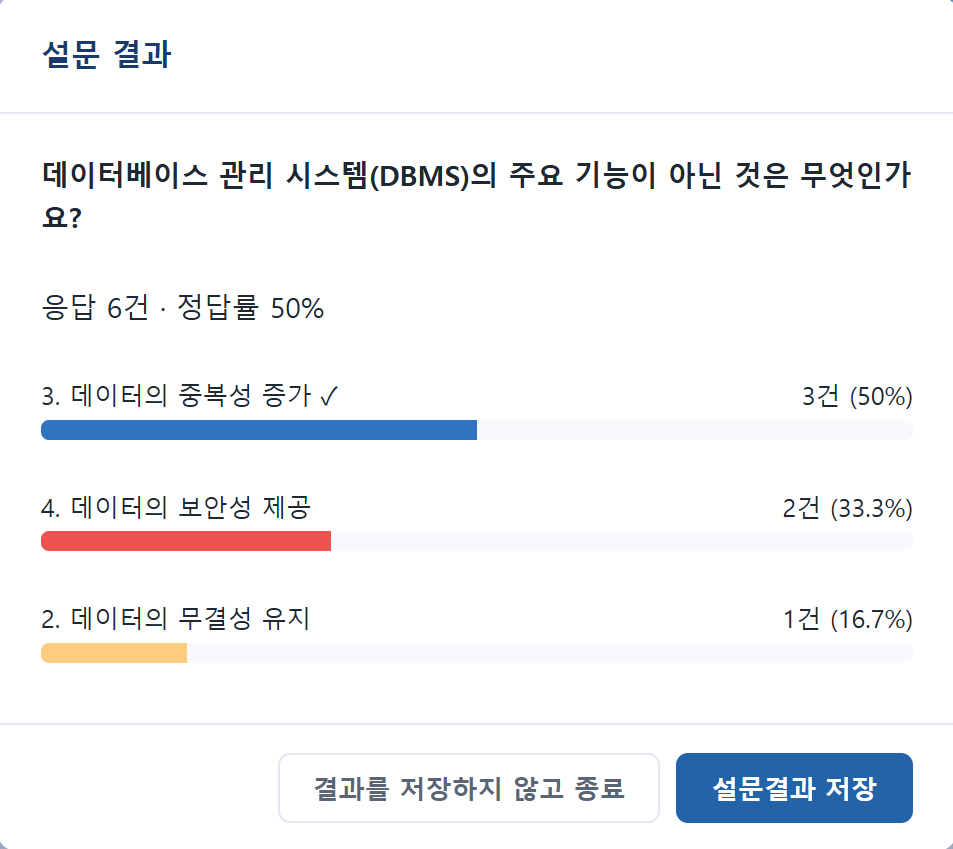 설문 결과
데이터베이스 관리 시스템(DBMS)의 주요 기능이 아닌 것은 무엇인가
요?
응답 6건 · 정답률 50%
3. 데이터의 중복성 증가 ✓ 3건 (50%)
4. 데이터의 보안성 제공 2건 (33.3%)
2. 데이터의 무결성 유지 1건 (16.7%)
결과를 저장하지 않고 종료 설문결과 저장